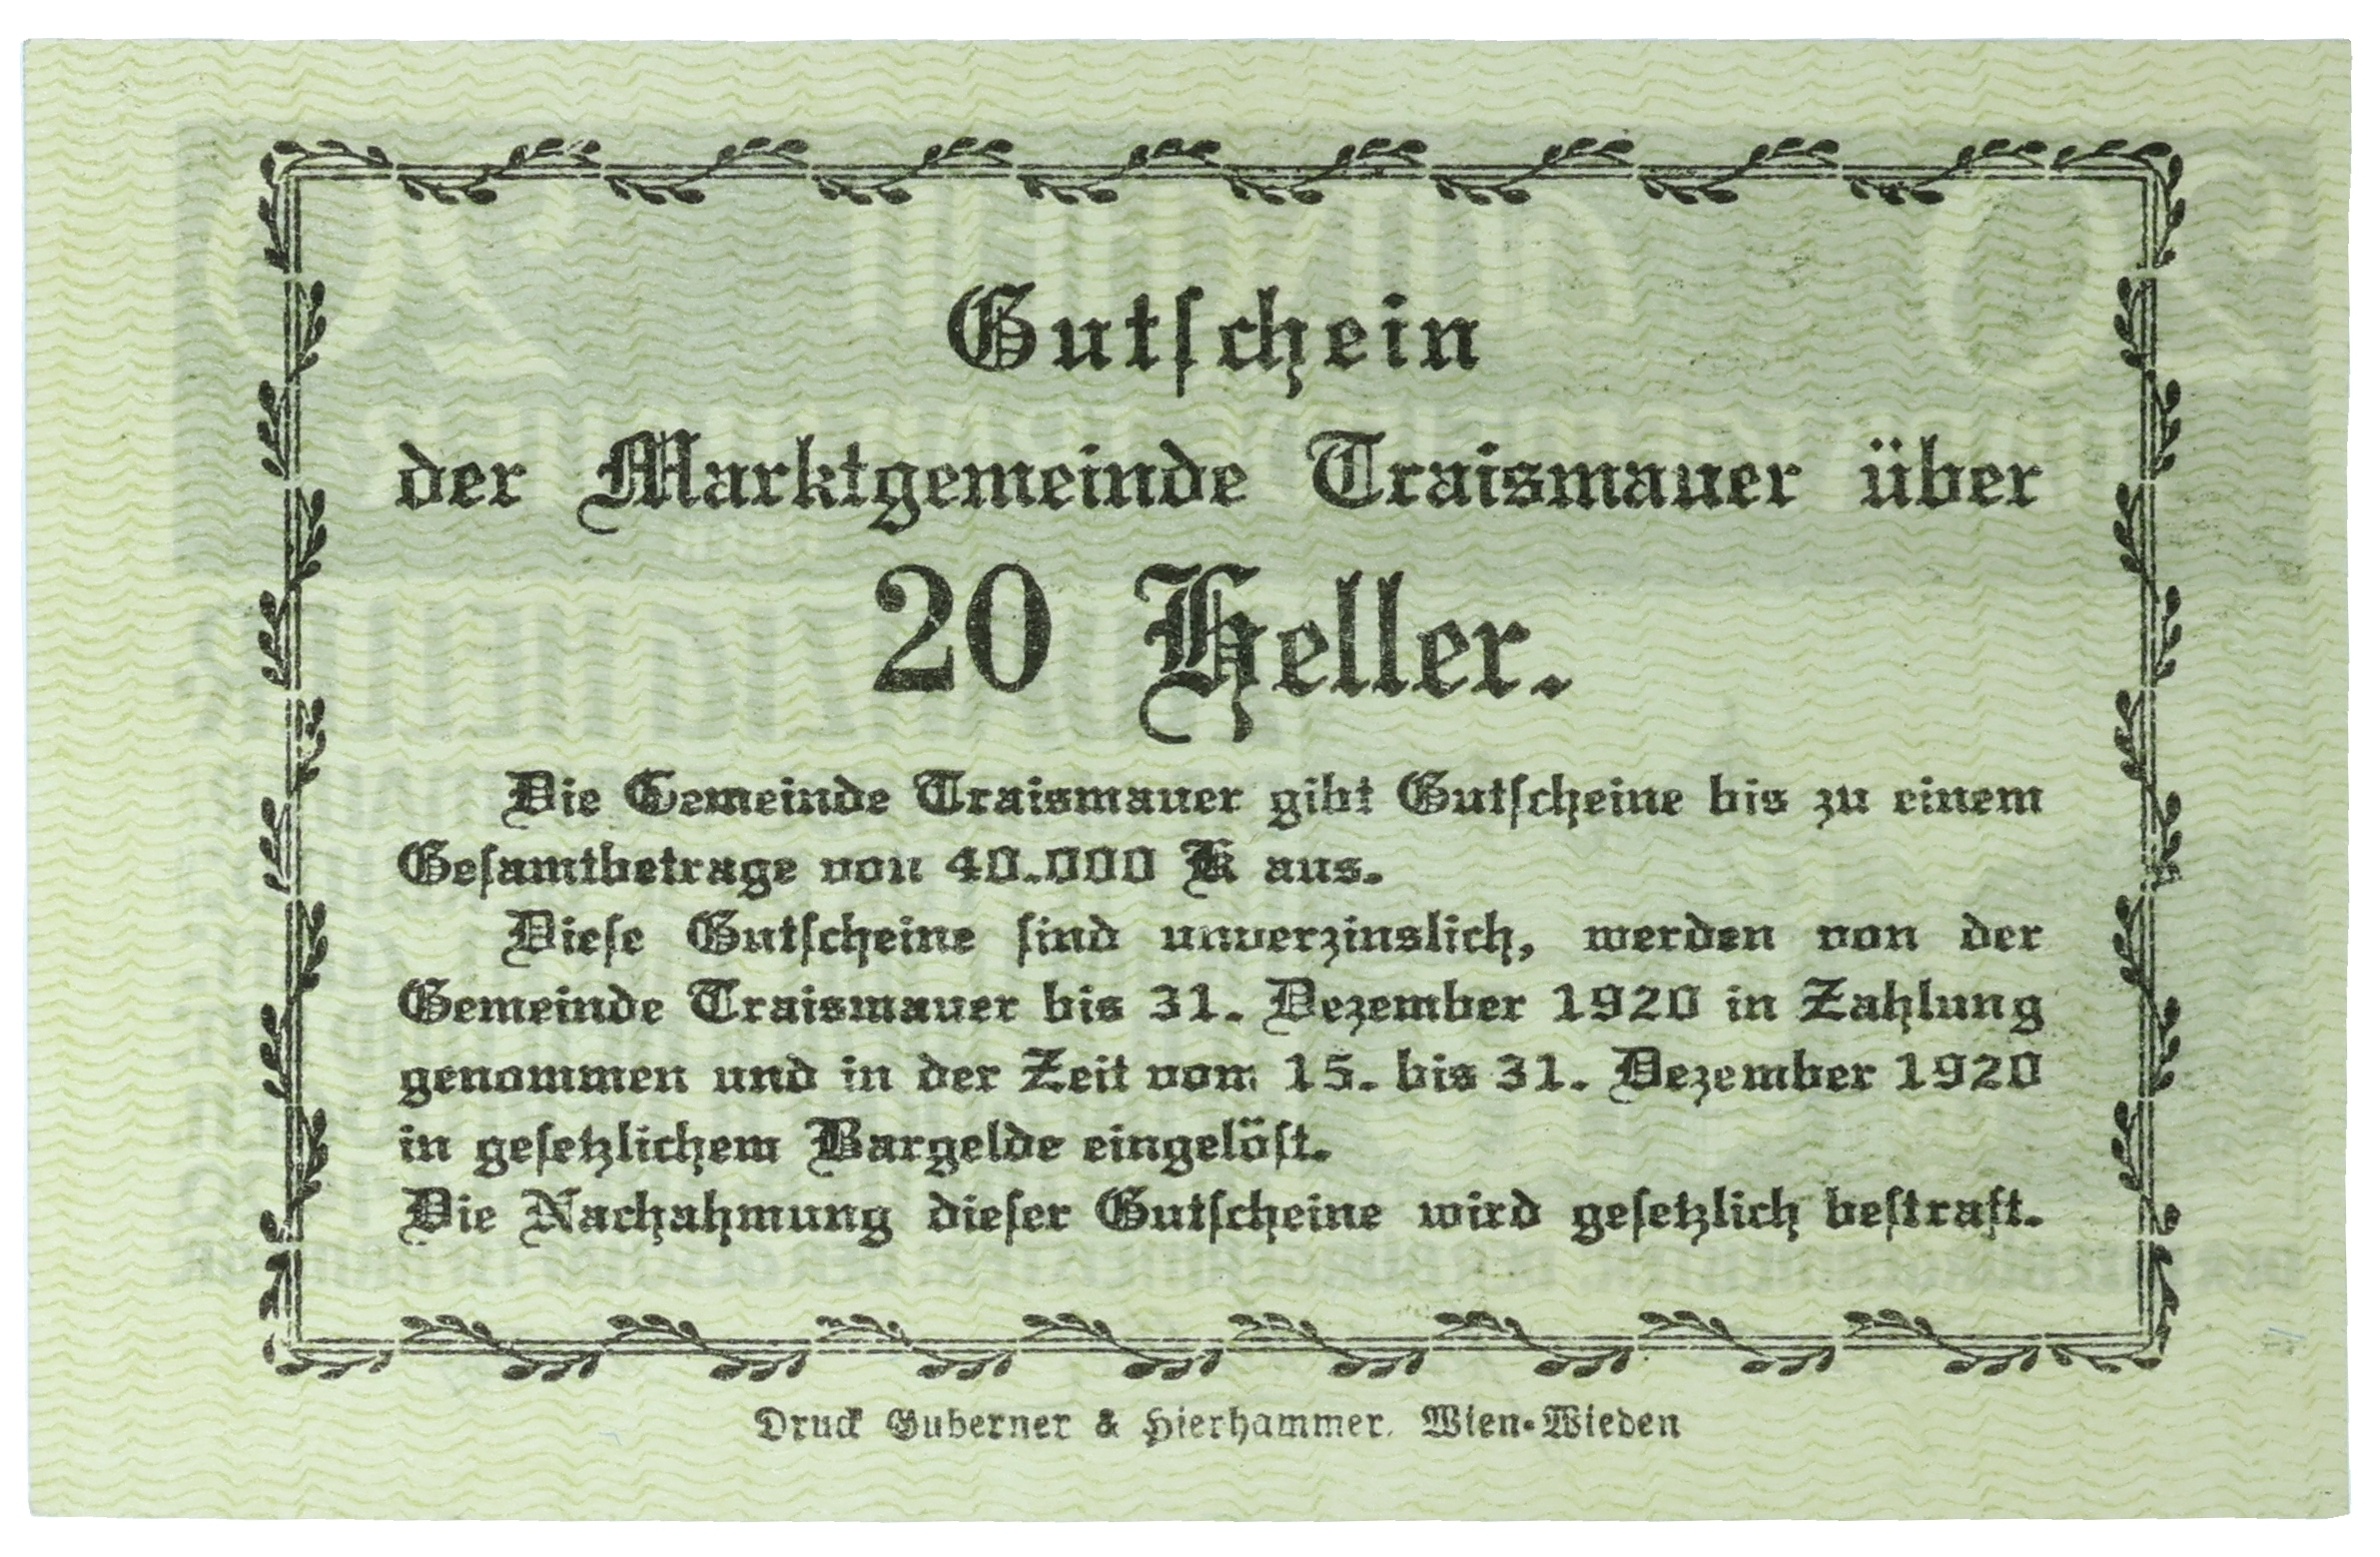 Gutschein
der Marktgemeinde Traismauer über
20 Heller.
Die Gemeinde Traismauer gibt Gutscheine bis zu einem
Gesamtbetrage von 40.000 K aus.
Diese Gutscheine sind unverzinslich, werden von der
Gemeinde Traismauer bis 31. Dezember 1920 in Zahlung
genommen und in der Zeit vom 15. bis 31. Dezember 1920
in gesetzlichem Bargelde eingelöst.
Die Nachahmung dieser Gutscheine wird gesetzlich bestraft.
Druck Guberner & Hierhammer, Wien-Wieden